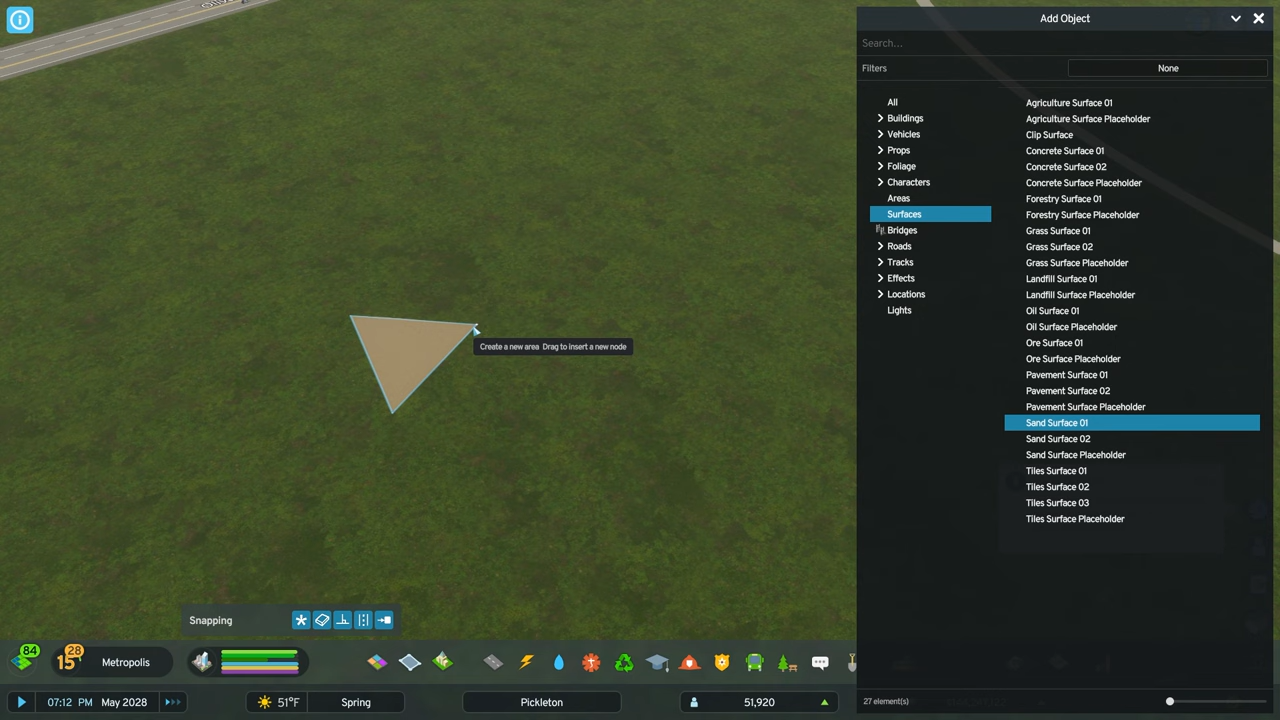 Add Object
Search...
Filters
None
All
Buildings
Vehicles
Props
Foliage
Characters
Areas
Surfaces
Bridges
Roads
Tracks
Effects
Locations
Lights
Agriculture Surface 01
Agriculture Surface Placeholder
Clip Surface
Concrete Surface 01
Concrete Surface 02
Concrete Surface Placeholder
Forestry Surface 01
Forestry Surface Placeholder
Grass Surface 01
Grass Surface 02
Grass Surface Placeholder
Landfill Surface 01
Landfill Surface Placeholder
Oil Surface 01
Oil Surface Placeholder
Ore Surface 01
Ore Surface Placeholder
Pavement Surface 01
Pavement Surface 02
Pavement Surface Placeholder
Sand Surface 01
Sand Surface 02
Sand Surface Placeholder
Tiles Surface 01
Tiles Surface 02
Tiles Surface 03
Tiles Surface Placeholder
Create a new area Drag to insert a new node
Snapping
84
28
15
Metropolis
07:12 PM May 2028
51°F
Spring
Pickleton
51,920
27 element(s)